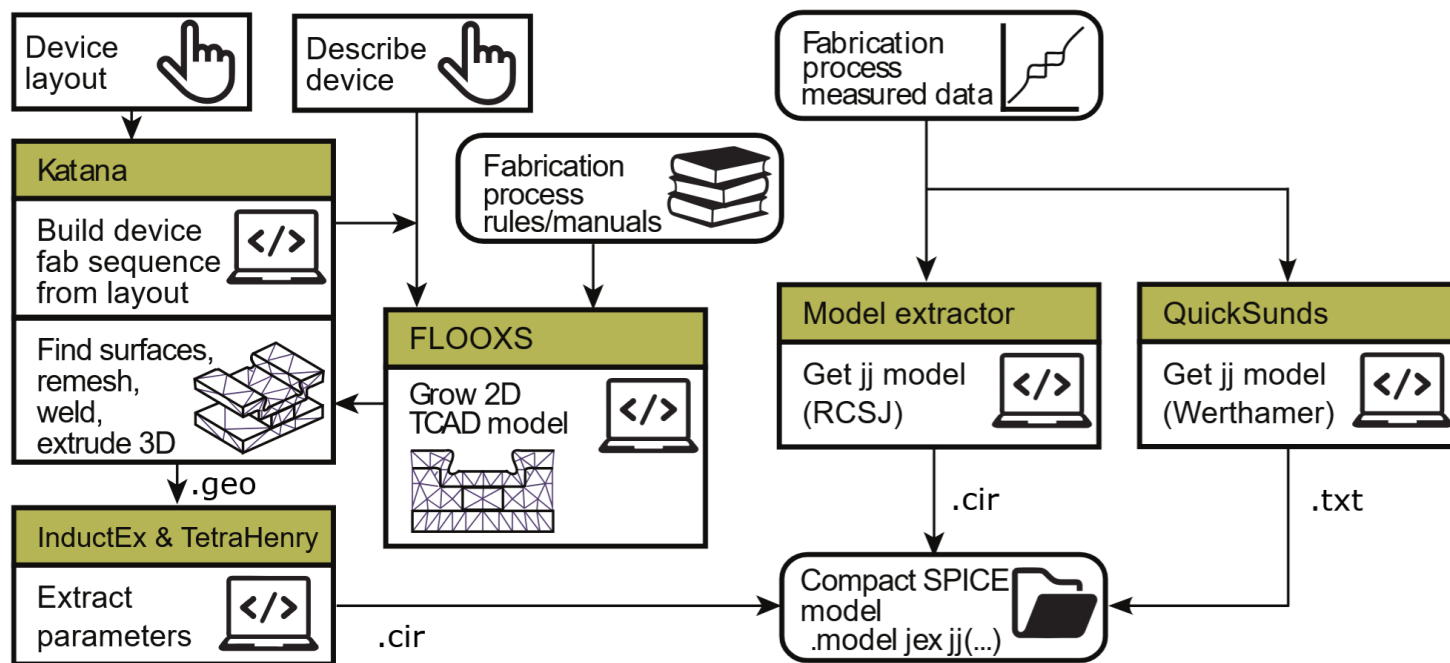 Device
layout
Describe
device
Fabrication
process
measured data
Katana
Build device
fab sequence
from layout
</>
Find surfaces,
remesh,
weld,
extrude 3D
Fabrication
process
rules/manuals
FLOOXS
Grow 2D
TCAD model
</>
Model extractor
Get jj model
(RCSJ)
</>
QuickSunds
Get jj model
(Werthamer)
</>
.geo
.cir
.txt
InductEx & TetraHenry
Extract
parameters
</>
.cir
Compact SPICE
model
.model jex jj(...)